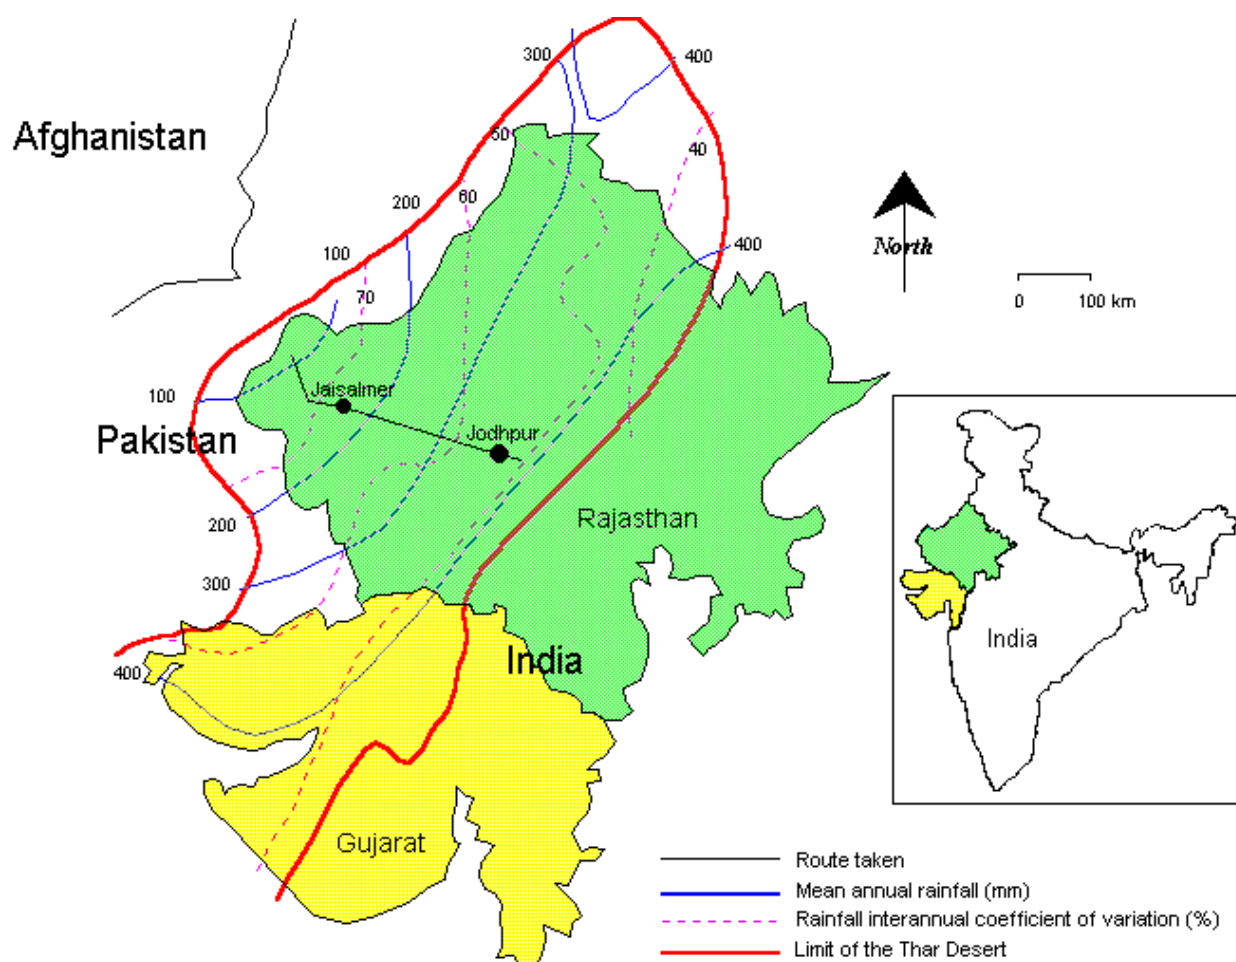 300
400
Afghanistan
50
40
60
200
North
400
100
70
0
100 km
Jaisalmer
100
Pakistan
Jodhpur
Rajasthan
200
300
India
India
400
Gujarat
Route taken
Mean annual rainfall (mm)
Rainfall interannual coefficient of variation (%)
Limit of the Thar Desert